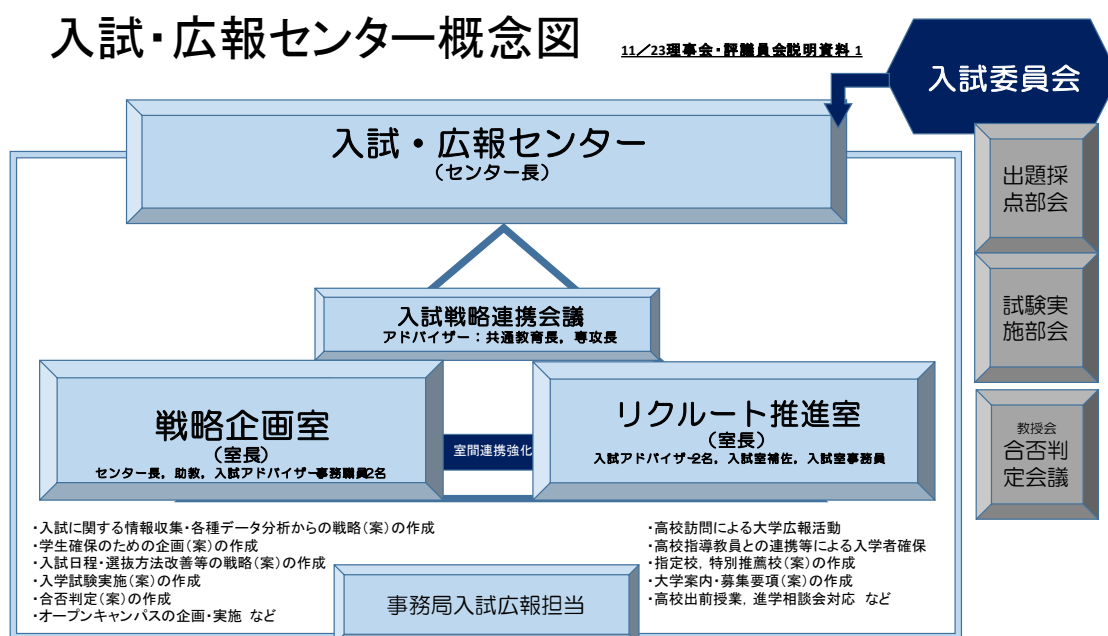 入試・広報センター概念図
11／23理事会・評議員会説明資料 1
入試委員会
入試・広報センター
（センター長）
出題採
点部会
試験実
施部会
教授会
合否判
定会議
入試戦略連携会議
アドバイザー：共通教育長，専攻長
戦略企画室
（室長）
センター長，助教，入試アドバイザー事務職員2名
室間連携強化
リクルート推進室
（室長）
入試アドバイザー2名，入試室補佐，入試室事務員
・入試に関する情報収集・各種データ分析からの戦略（案）の作成
・学生確保のための企画（案）の作成
・入試日程・選抜方法改善等の戦略（案）の作成
・入学試験実施（案）の作成
・合否判定（案）の作成
・オープンキャンパスの企画・実施 など
・高校訪問による大学広報活動
・高校指導教員との連携等による入学者確保
・指定校，特別推薦校（案）の作成
・大学案内・募集要項（案）の作成
・高校出前授業，進学相談会対応 など
事務局入試広報担当